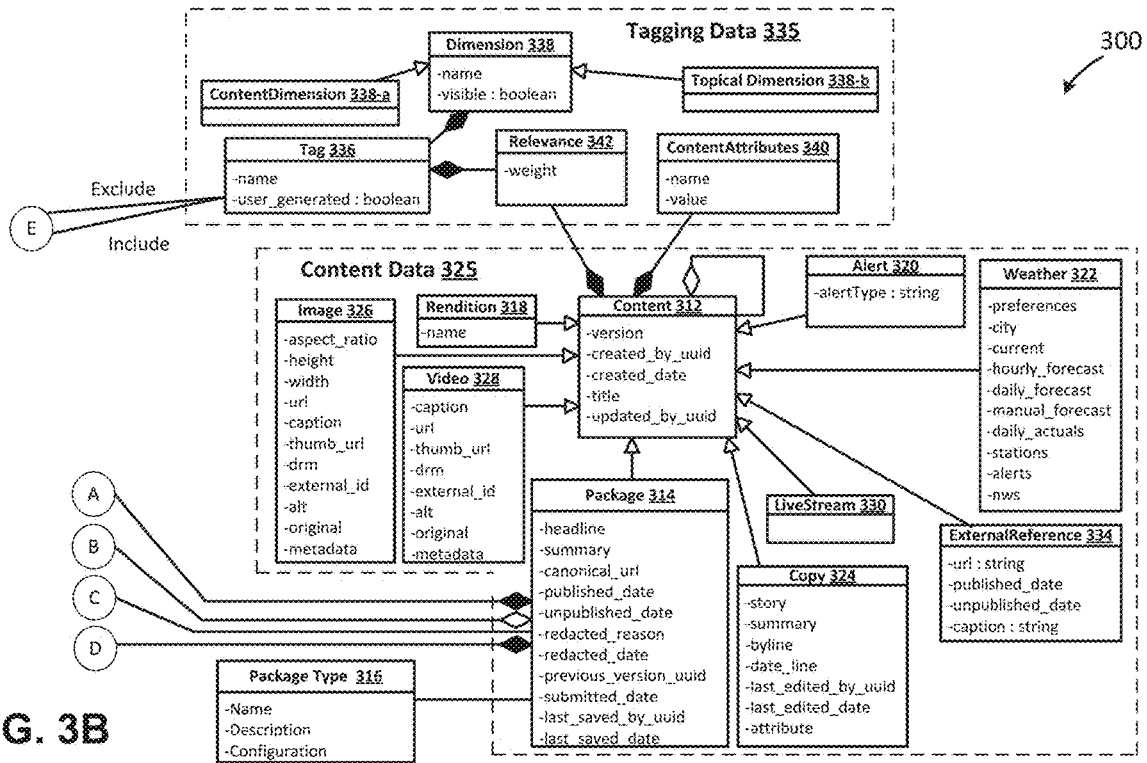 Tagging Data 335
300
Dimension 338
-name
-visible : boolean
ContentDimension 338-a
Topical Dimension 338-b
Tag 336
-name
-user_generated : boolean
Relevance 342
-weight
ContentAttributes 340
-name
-value
Exclude
E
Include
Content Data 325
Image 326
-aspect_ratio
-height
-width
-url
-caption
-thumb_url
-drm
-external_id
-alt
-original
-metadata
Rendition 318
-name
Video 328
-caption
-url
-thumb_url
-drm
-external_id
-alt
-original
-metadata
Content 312
-version
-created_by_uuid
-created_date
-title
-updated_by_uuid
Alert 320
-alertType : string
Weather 322
-preferences
-city
-current
-hourly_forecast
-daily_forecast
-manual_forecast
-daily_actuals
-stations
-alerts
-nws
A
B
C
D
Package 314
-headline
-summary
-canonical_url
-published_date
-unpublished_date
-redacted_reason
-redacted_date
-previous_version_uuid
-submitted_date
-last_saved_by_uuid
-last_saved_date
LiveStream 330
ExternalReference 334
-url : string
-published_date
-unpublished_date
-caption : string
Copy 324
-story
-summary
-byline
-date_line
-last_edited_by_uuid
-last_edited_date
-attribute
Package Type 316
-Name
-Description
-Configuration
G. 3B